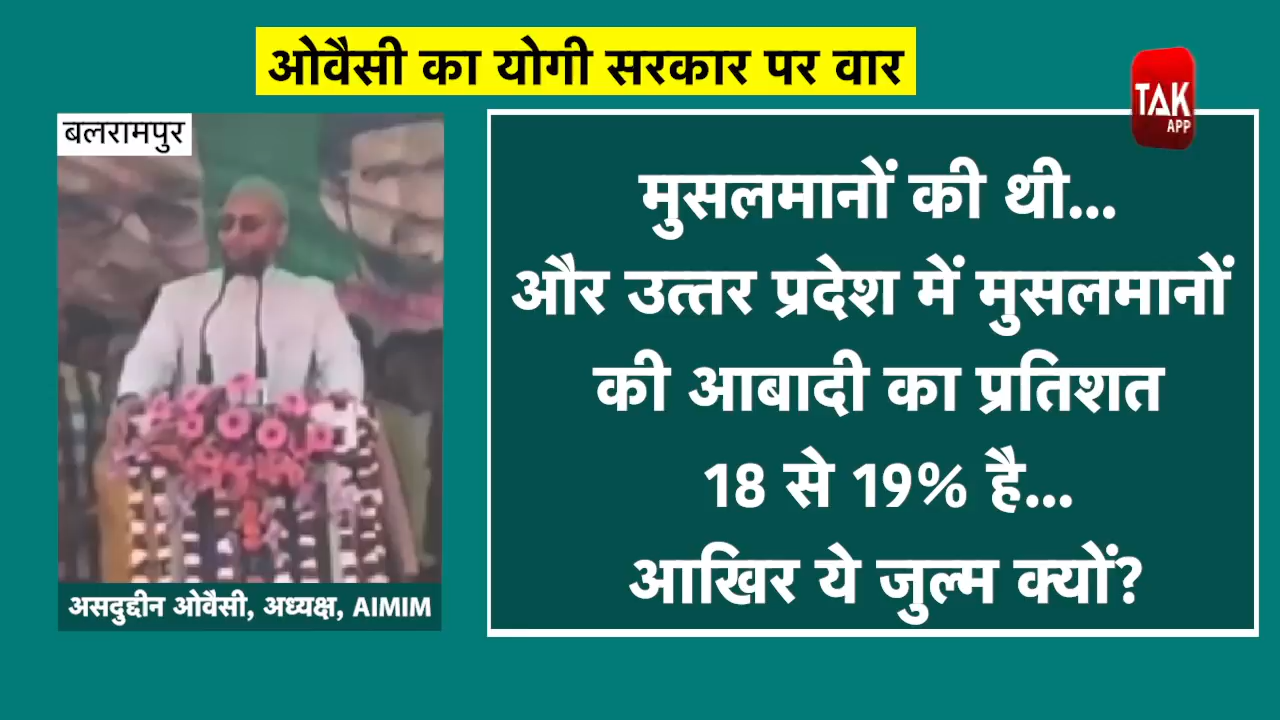 ओवैसी का योगी सरकार पर वार
TAK
APP
बलरामपुर
मुसलमानों की थी...
और उत्तर प्रदेश में मुसलमानों
की आबादी का प्रतिशत
18 से 19% है...
आखिर ये जुल्म क्यों?
असदुद्दीन ओवैसी, अध्यक्ष, AIMIM